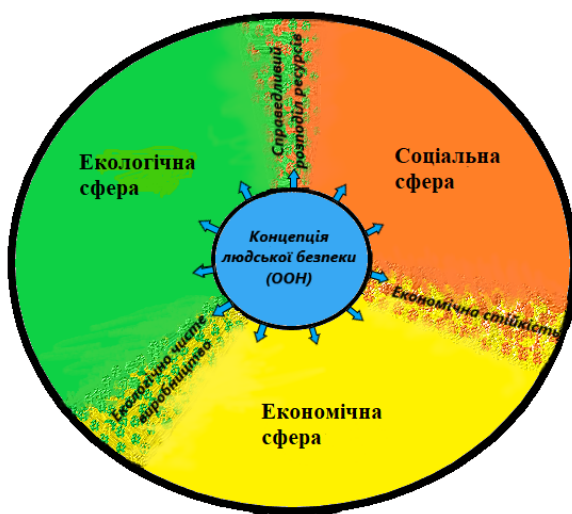 Справедливий
розподіл ресурсів
Екологічна
сфера
Соціальна
сфера
Концепція
людської безпеки
(ООН)
Економічна стійкість
Екологічно чисте
виробництво
Економічна
сфера